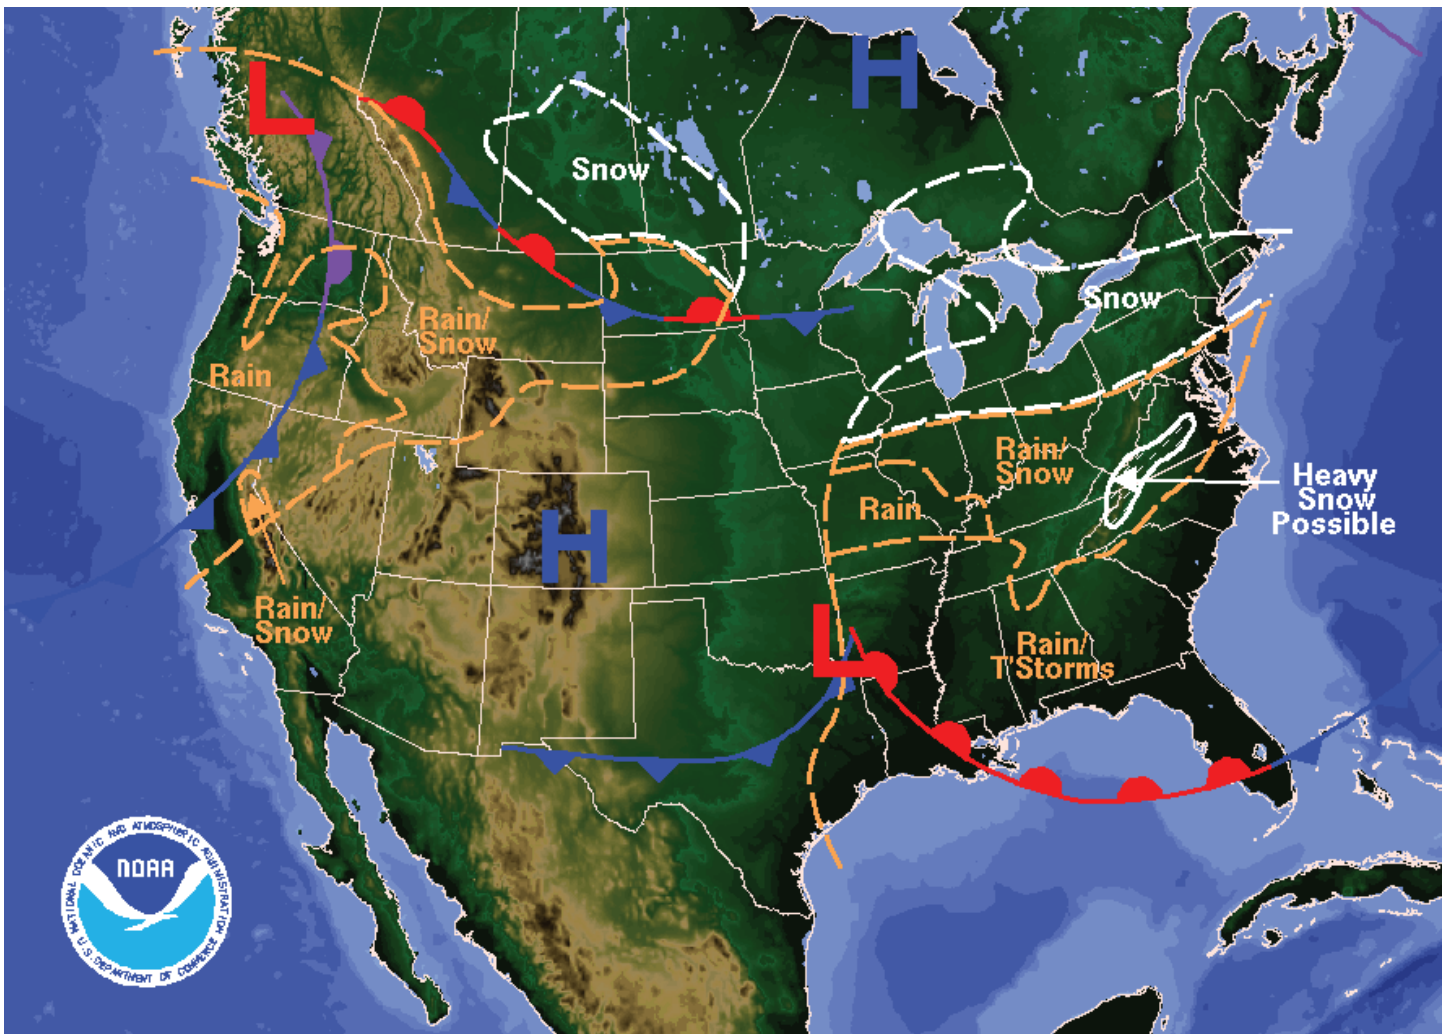 L
H
Snow
Rain/
Snow
Snow
Rain
Rain/
Snow
Heavy
Snow
Possible
Rain
H
Rain/
Snow
L
Rain/
T'Storms
NATIONAL OCEANIC AND ATMOSPHERIC ADMINISTRATION
NOAA
U.S. DEPARTMENT OF COMMERCE